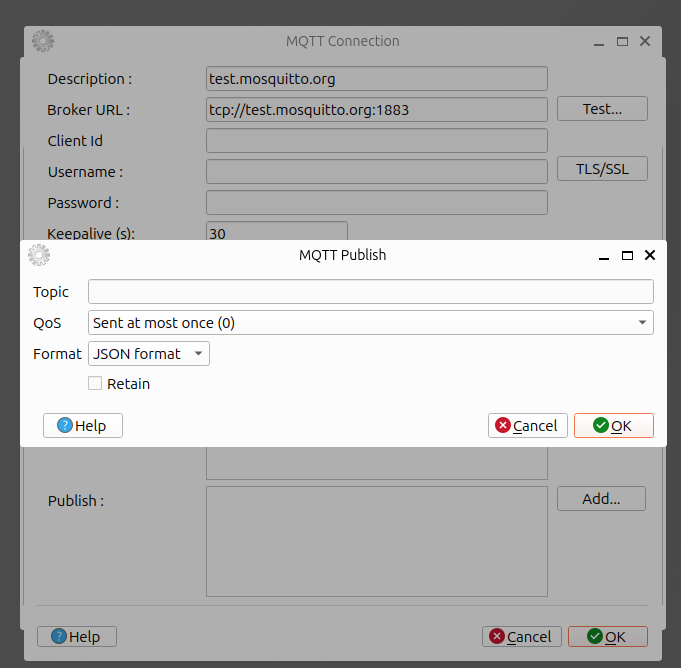 MQTT Connection
Description : test.mosquitto.org
Broker URL : tcp://test.mosquitto.org:1883 Test...
Client Id
Username : TLS/SSL
Password :
Keepalive (s): 30
MQTT Publish
Topic
QoS Sent at most once (0)
Format JSON format
Retain
Help Cancel OK
Publish : Add...
Help Cancel OK